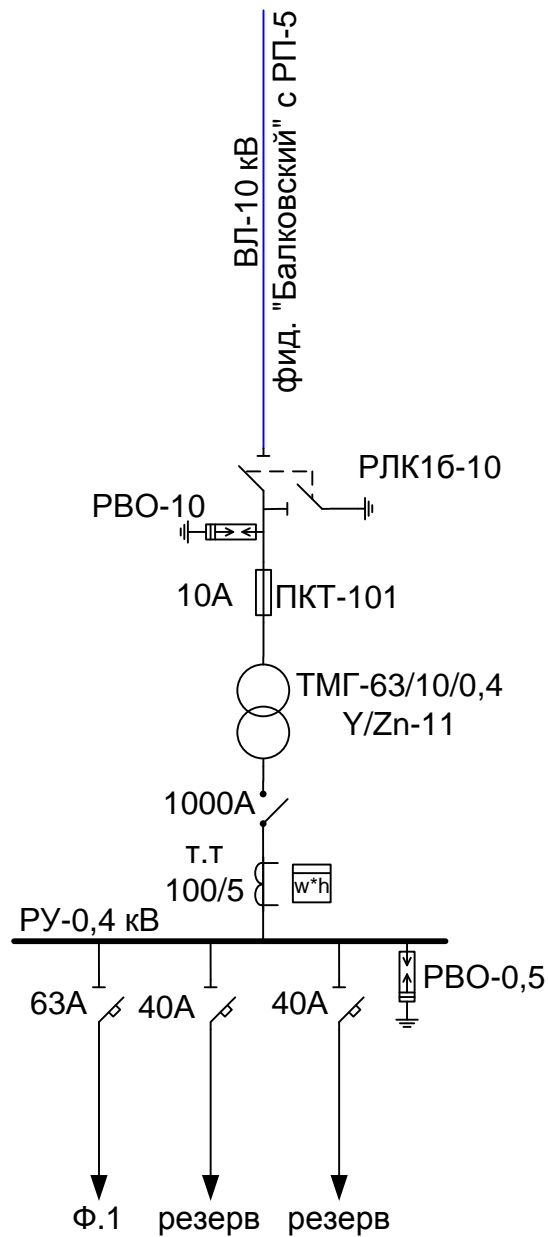 ВЛ-10 кВ
фид. "Балковский" с РП-5
РЛК1б-10
РВО-10
10А
ПКТ-101
ТМГ-63/10/0,4
Y/Zn-11
1000А
т.т
100/5
w*h
РУ-0,4 кВ
63А
40А
40А
РВО-0,5
Ф.1
резерв
резерв